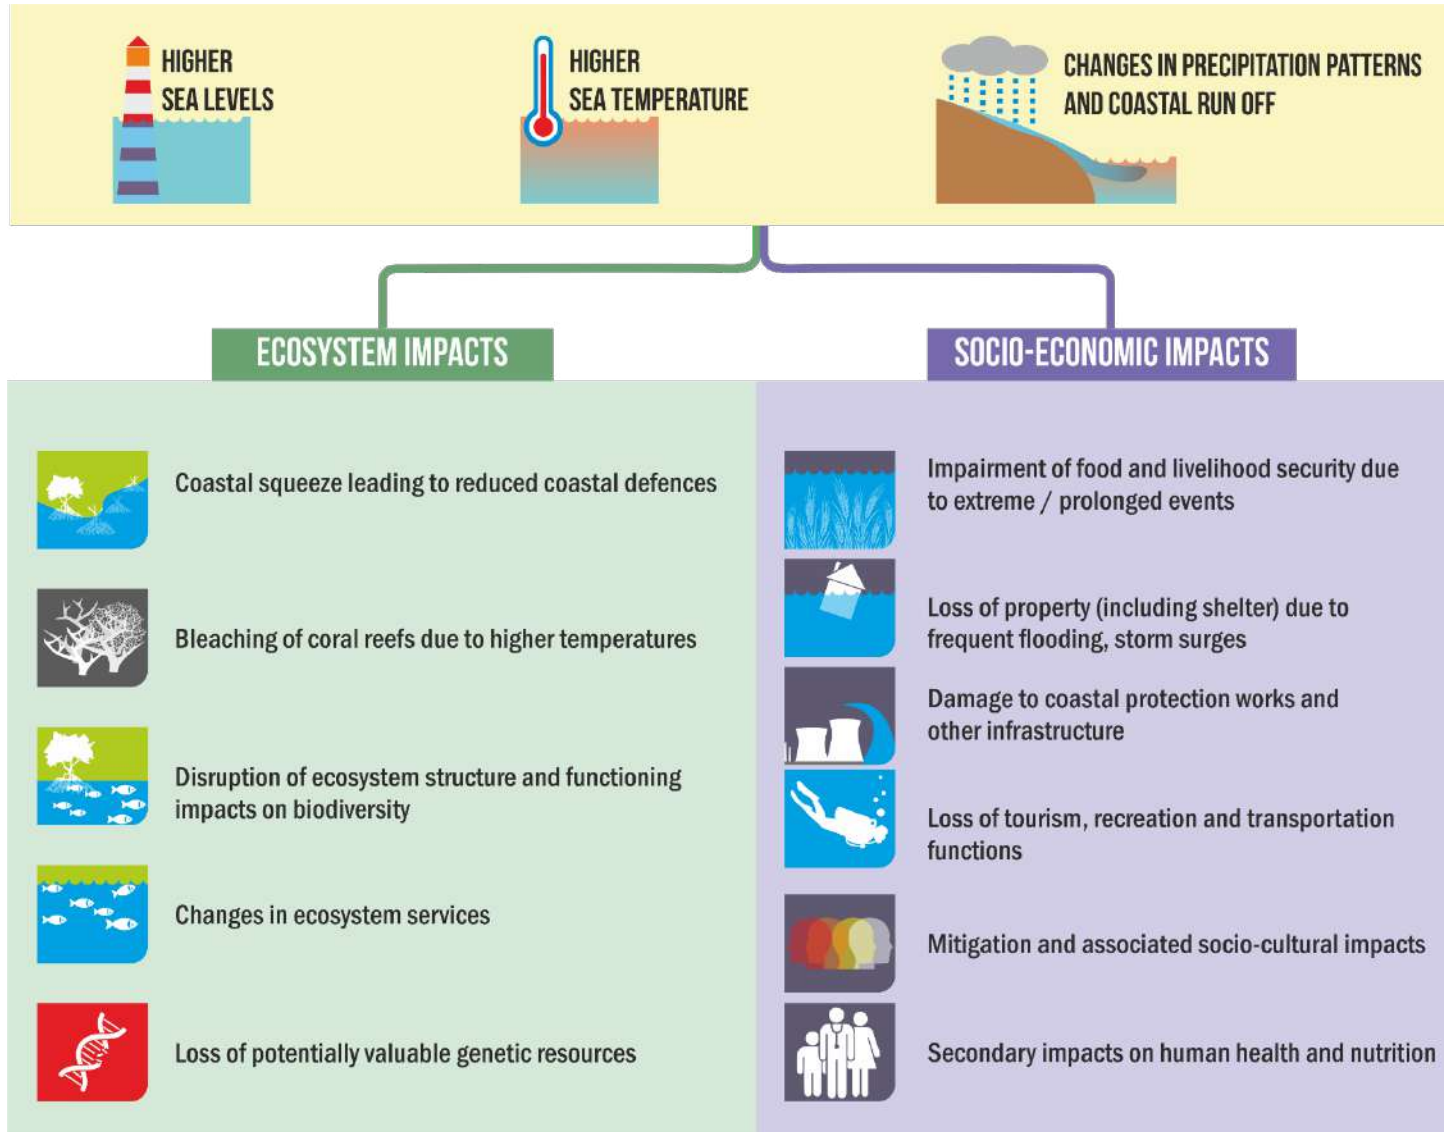 HIGHER
SEA LEVELS
HIGHER
SEA TEMPERATURE
CHANGES IN PRECIPITATION PATTERNS
AND COASTAL RUN OFF
ECOSYSTEM IMPACTS
Coastal squeeze leading to reduced coastal defences
Bleaching of coral reefs due to higher temperatures
Disruption of ecosystem structure and functioning
impacts on biodiversity
Changes in ecosystem services
Loss of potentially valuable genetic resources
SOCIO-ECONOMIC IMPACTS
Impairment of food and livelihood security due
to extreme / prolonged events
Loss of property (including shelter) due to
frequent flooding, storm surges
Damage to coastal protection works and
other infrastructure
Loss of tourism, recreation and transportation
functions
Mitigation and associated socio-cultural impacts
Secondary impacts on human health and nutrition